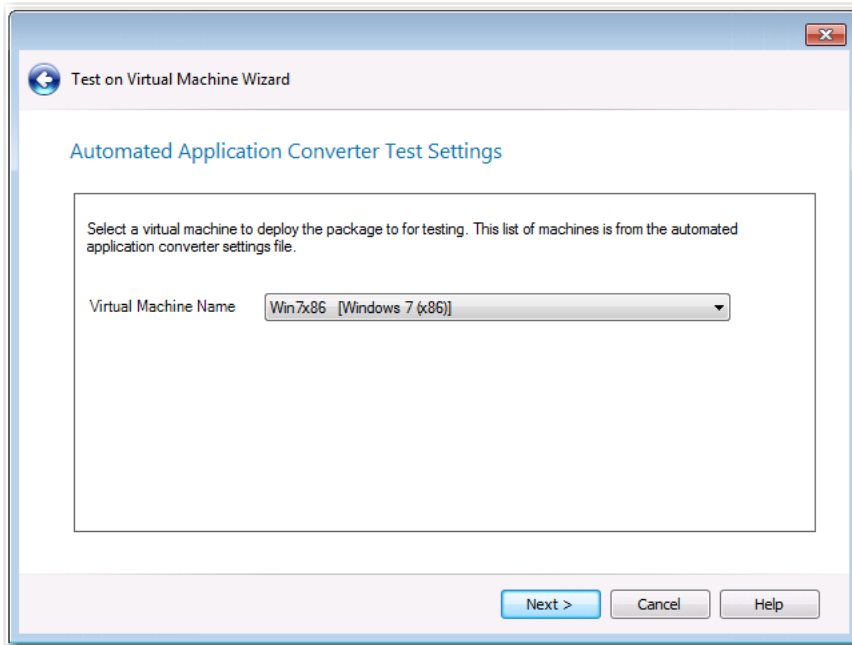 Test on Virtual Machine Wizard
Automated Application Converter Test Settings
Select a virtual machine to deploy the package to for testing. This list of machines is from the automated
application converter settings file.
Virtual Machine Name
Win7x86 [Windows 7 (x86)]
Next > Cancel Help